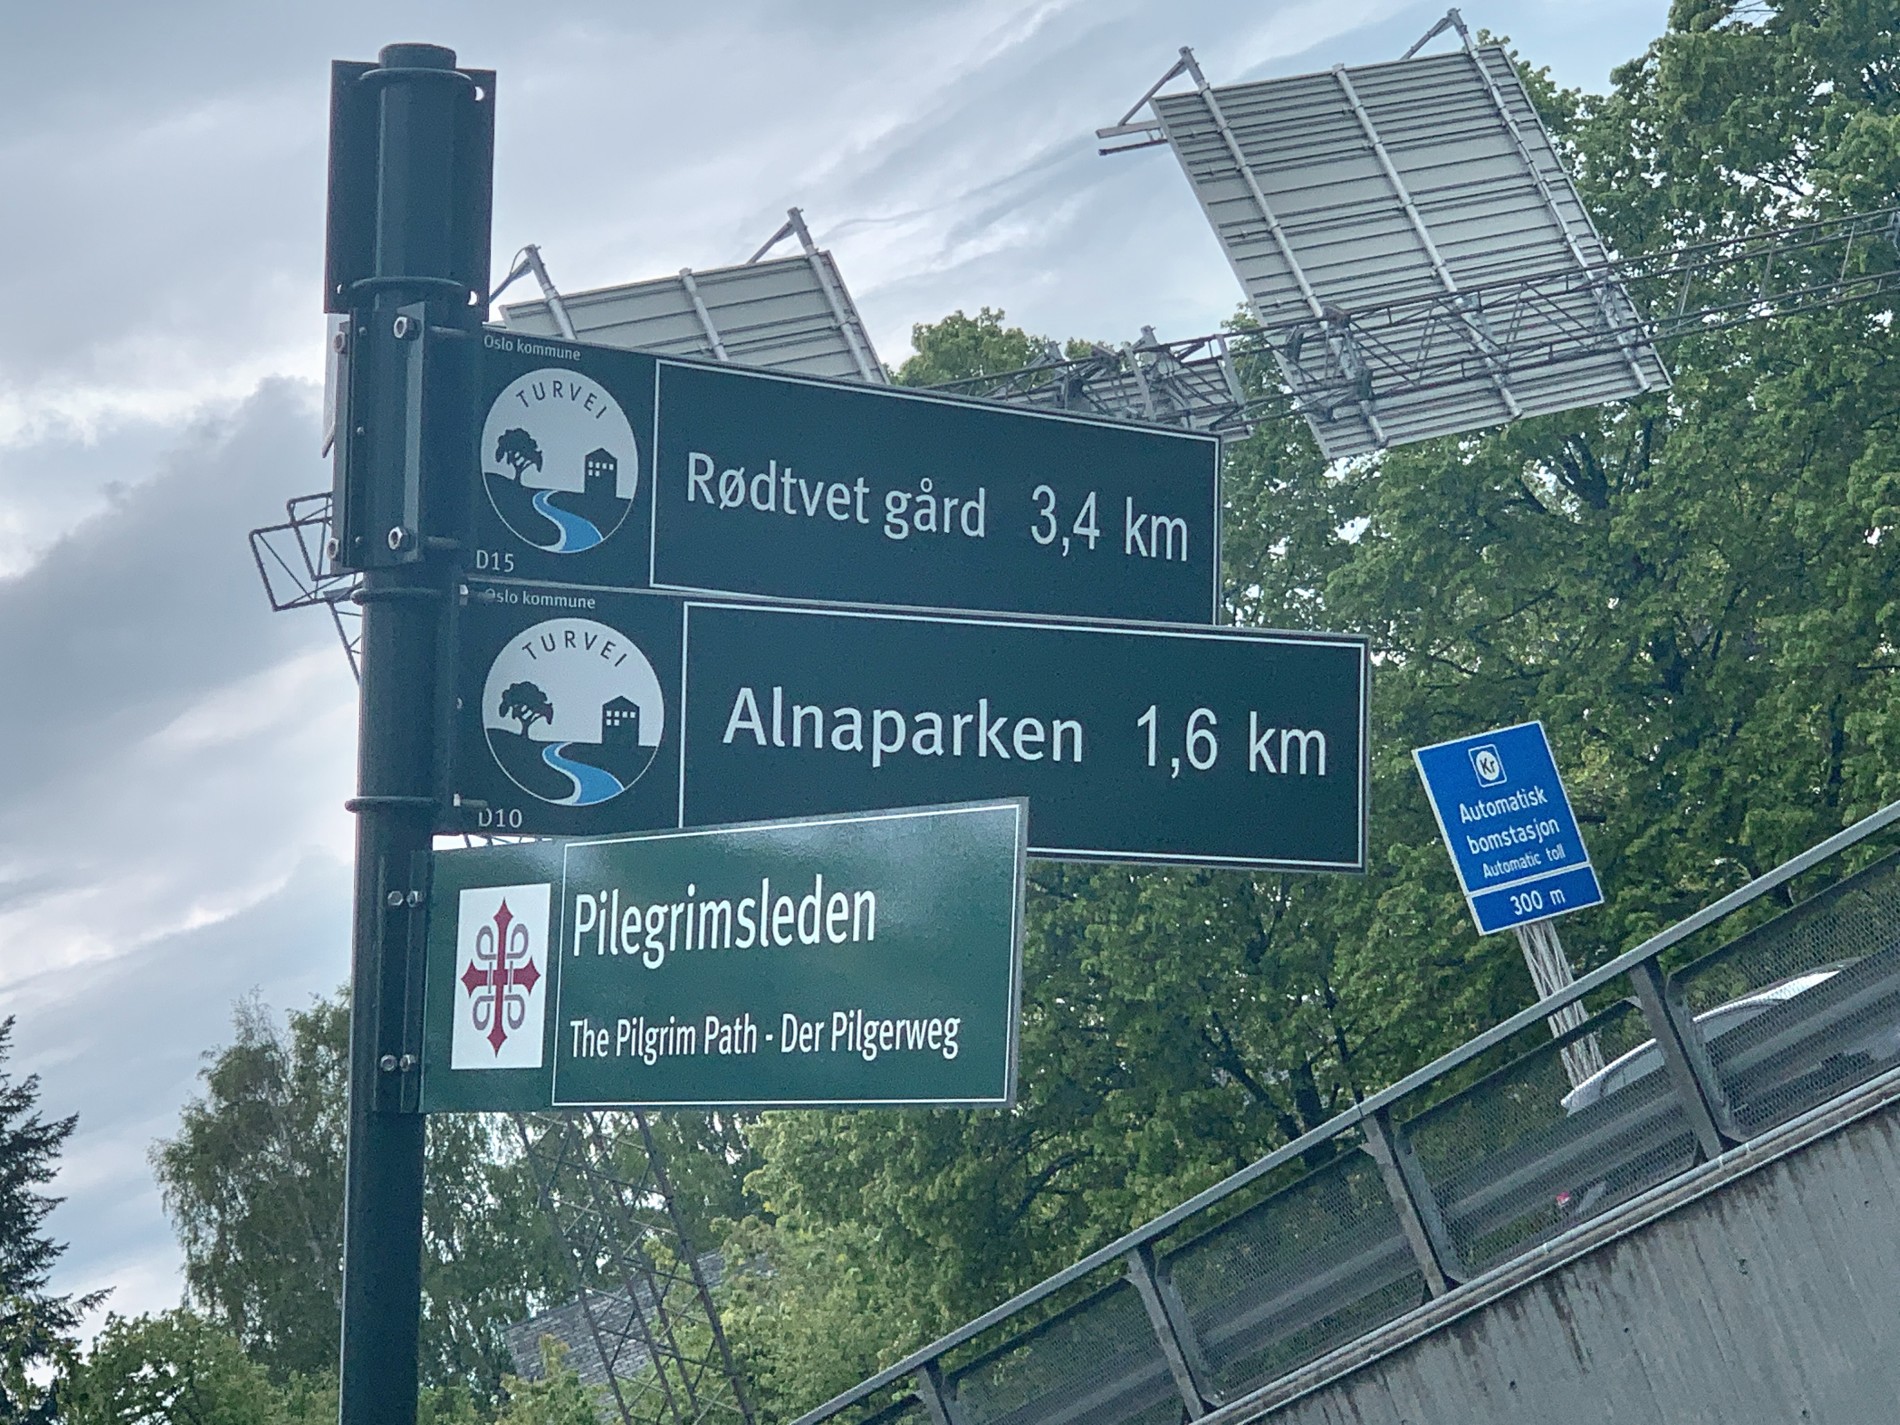 Oslo kommune
TURVEI
Rødtvet gård 3,4 km
D15
Oslo kommune
TURVEI
Alnaparken 1,6 km
D10
Pilegrimsleden
The Pilgrim Path - Der Pilgerweg
Kr
Automatisk
bomstasjon
Automatic toll
300 m